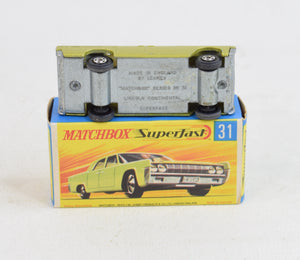 MADE IN ENGLAND
BY LESNEY
"MATCHBOX" SERIES No 31
LINCOLN CONTINENTAL
SUPERFAST
MATCHBOX Superfast 31